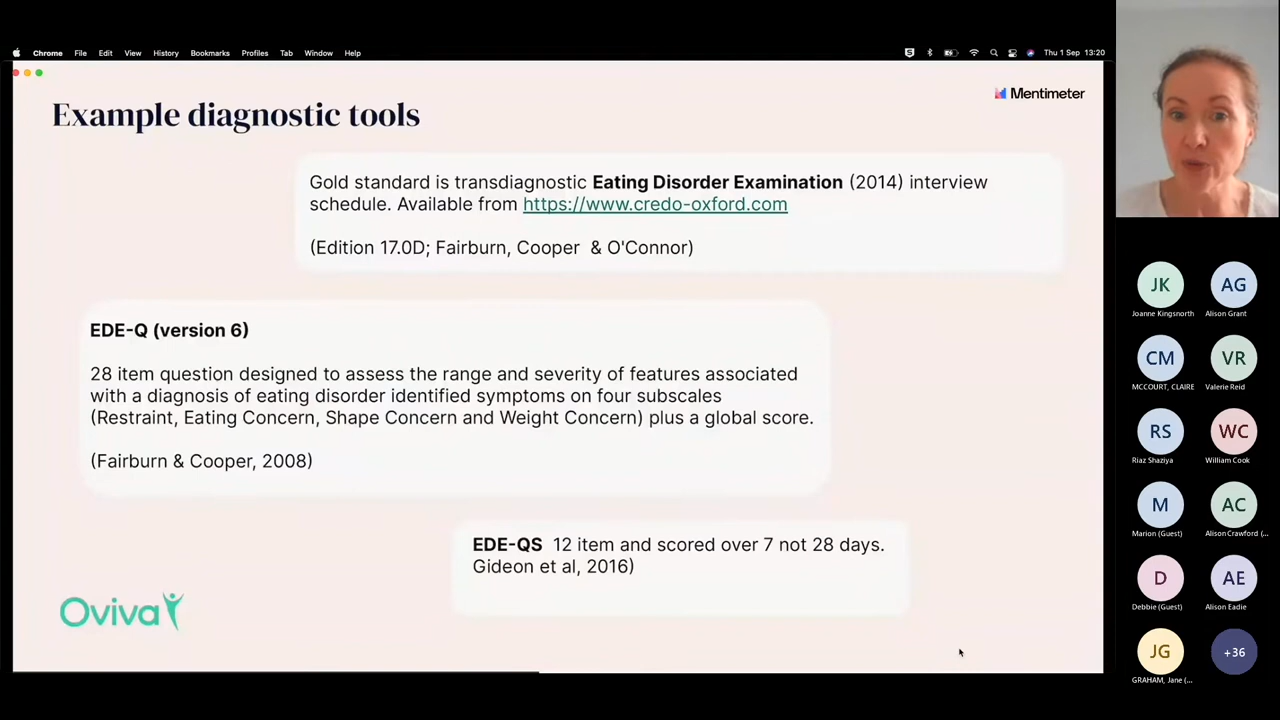 Chrome File Edit View History Bookmarks Profiles Tab Window Help
Thu 1 Sep 13:20
Mentimeter
Example diagnostic tools
Gold standard is transdiagnostic Eating Disorder Examination (2014) interview
schedule. Available from https://www.credo-oxford.com
(Edition 17.0D; Fairburn, Cooper & O'Connor)
EDE-Q (version 6)
28 item question designed to assess the range and severity of features associated
with a diagnosis of eating disorder identified symptoms on four subscales
(Restraint, Eating Concern, Shape Concern and Weight Concern) plus a global score.
(Fairburn & Cooper, 2008)
EDE-QS 12 item and scored over 7 not 28 days.
Gideon et al, 2016)
Oviva
JK AG
Joanne Kingsnorth Alison Grant
CM VR
MCCOURT, CLAIRE Valerie Reid
RS WC
Riaz Shaziya William Cook
M AC
Marion (Guest) Alison Crawford (...
D AE
Debbie (Guest) Alison Eadie
JG +36
GRAHAM, Jane (...